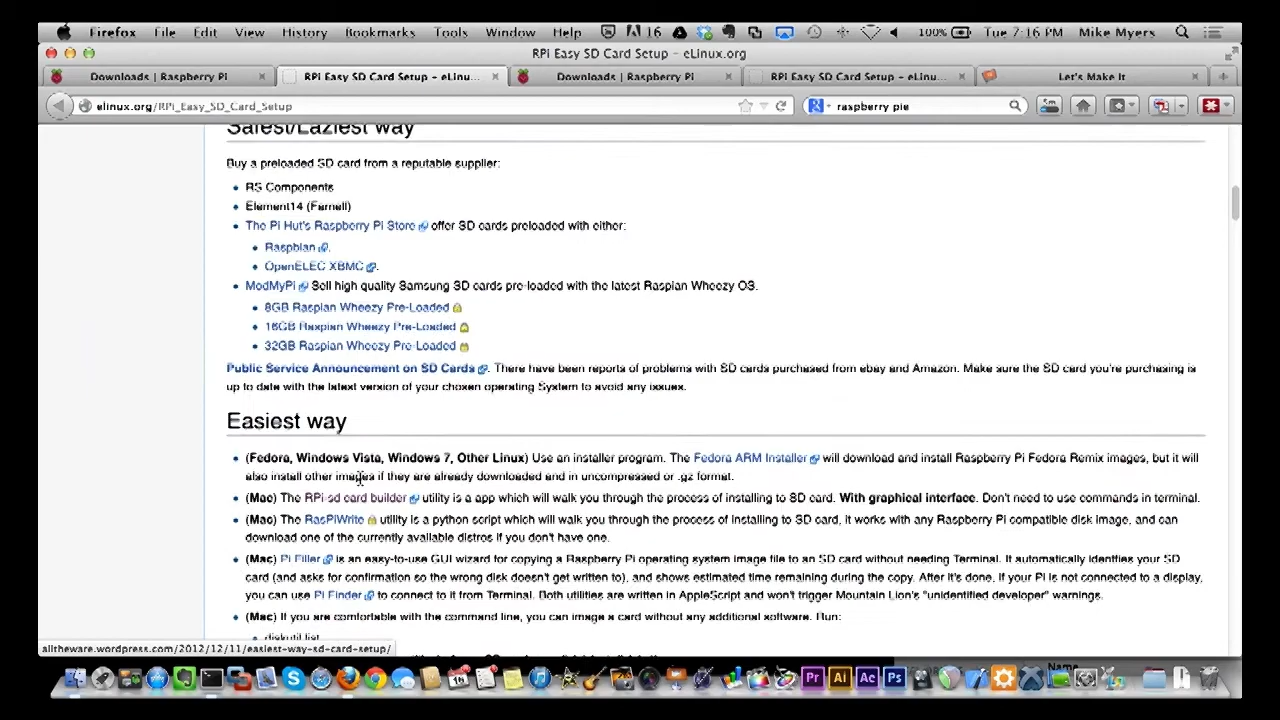 Firefox File Edit View History Bookmarks Tools Window Help 16 100% Tue 7:16 PM Mike Myers
RPi Easy SD Card Setup – eLinux.org
Downloads | Raspberry Pi × RPi Easy SD Card Setup – eLinu... × Downloads | Raspberry Pi × RPi Easy SD Card Setup – eLinu... × Let's Make It × +
elinux.org/RPi_Easy_SD_Card_Setup raspberry pie
Safest/Laziest way
Buy a preloaded SD card from a reputable supplier:
• RS Components
• Element14 (Farnell)
• The Pi Hut's Raspberry Pi Store offer SD cards preloaded with either:
• Raspbian.
• OpenELEC XBMC.
• ModMyPi Sell high quality Samsung SD cards pre-loaded with the latest Raspian Wheezy OS.
• 8GB Raspian Wheezy Pre-Loaded
• 16GB Raspian Wheezy Pre-Loaded
• 32GB Raspian Wheezy Pre-Loaded
Public Service Announcement on SD Cards. There have been reports of problems with SD cards purchased from ebay and Amazon. Make sure the SD card you're purchasing is
up to date with the latest version of your chosen operating System to avoid any issues.
Easiest way
• (Fedora, Windows Vista, Windows 7, Other Linux) Use an installer program. The Fedora ARM Installer will download and install Raspberry Pi Fedora Remix images, but it will
also install other images if they are already downloaded and in uncompressed or .gz format.
• (Mac) The RPi-sd card builder utility is a app which will walk you through the process of installing to SD card. With graphical interface. Don't need to use commands in terminal.
• (Mac) The RasPiWrite utility is a python script which will walk you through the process of installing to SD card, it works with any Raspberry Pi compatible disk image, and can
download one of the currently available distros if you don't have one.
• (Mac) Pi Filler is an easy-to-use GUI wizard for copying a Raspberry Pi operating system image file to an SD card without needing Terminal. It automatically identifies your SD
card (and asks for confirmation so the wrong disk doesn't get written to), and shows estimated time remaining during the copy. After it's done, if your Pi is not connected to a display,
you can use Pi Finder to connect to it from Terminal. Both utilities are written in AppleScript and won't trigger Mountain Lion's "unidentified developer" warnings.
• (Mac) If you are comfortable with the command line, you can image a card without any additional software. Run:
• diskutil list
alltheware.wordpress.com/2012/12/11/easiest-way-sd-card-setup/
Name
Pr Ai Ae Ps